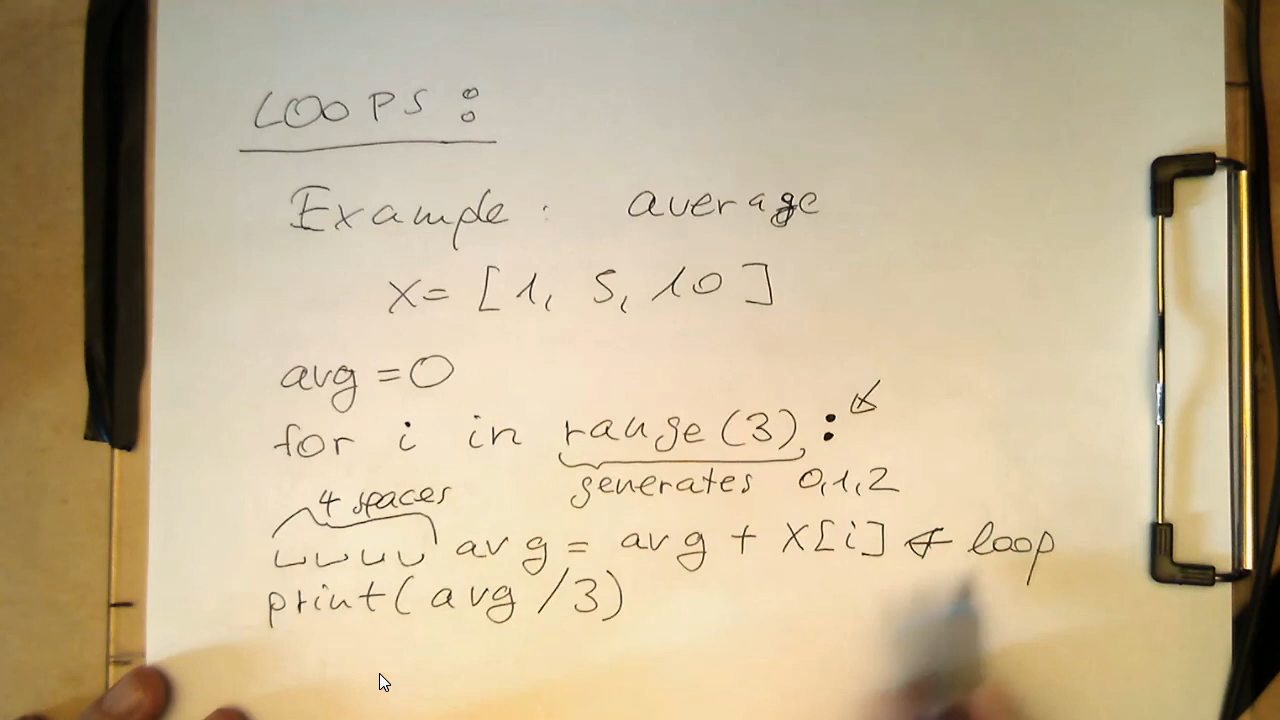 LOOPS:
Example: average
x= [1, 5, 10]
avg = 0
for i in range(3):
generates 0,1,2
4 spaces
avg = avg + X[i] ← loop
print(avg/3)